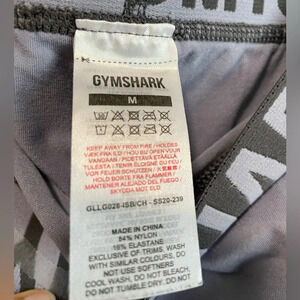 GYMSHARK
M
KEEP AWAY FROM FIRE / HOLDES
VÆK FRA ILD / HOU BIJ OPEN VUUR
VANDAAN / PIDETTÄVÄ ETÄÄLLÄ
TULESTA / TENIR ÉLOIGNÉ DU FEU /
VOR FEUER SCHÜTZEN /
HOLD BORTE FRA FLAMMER /
MANTENER ALEJADO DEL FUEGO /
SKYDDA MOT ELD
GLLG028-ISB/CH - SS20-239
MADE IN CHINA.
84% NYLON
16% ELASTANE
EXCLUSIVE OF TRIMS. WASH
WITH SIMILAR COLOURS. DO
NOT USE SOFTNERS
COOL WASH, DO NOT BLEACH,
DO NOT TUMBLE DRY. DO NOT